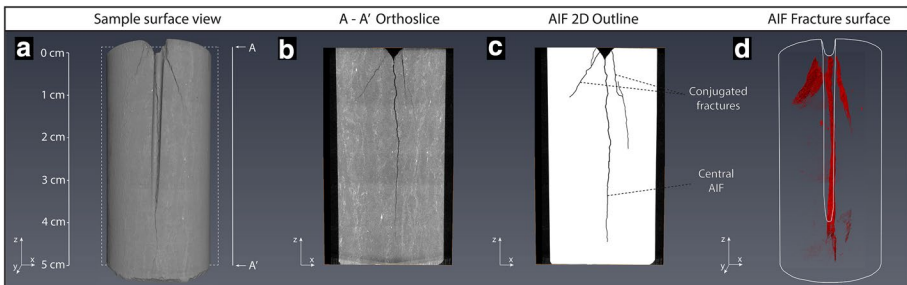 Sample surface view
A - A' Orthoslice
AIF 2D Outline
AIF Fracture surface
a
b
c
d
0 cm
1 cm
2 cm
3 cm
4 cm
5 cm
A
A'
Conjugated
fractures
Central
AIF
z
y
x
z
x
z
x
z
y
x